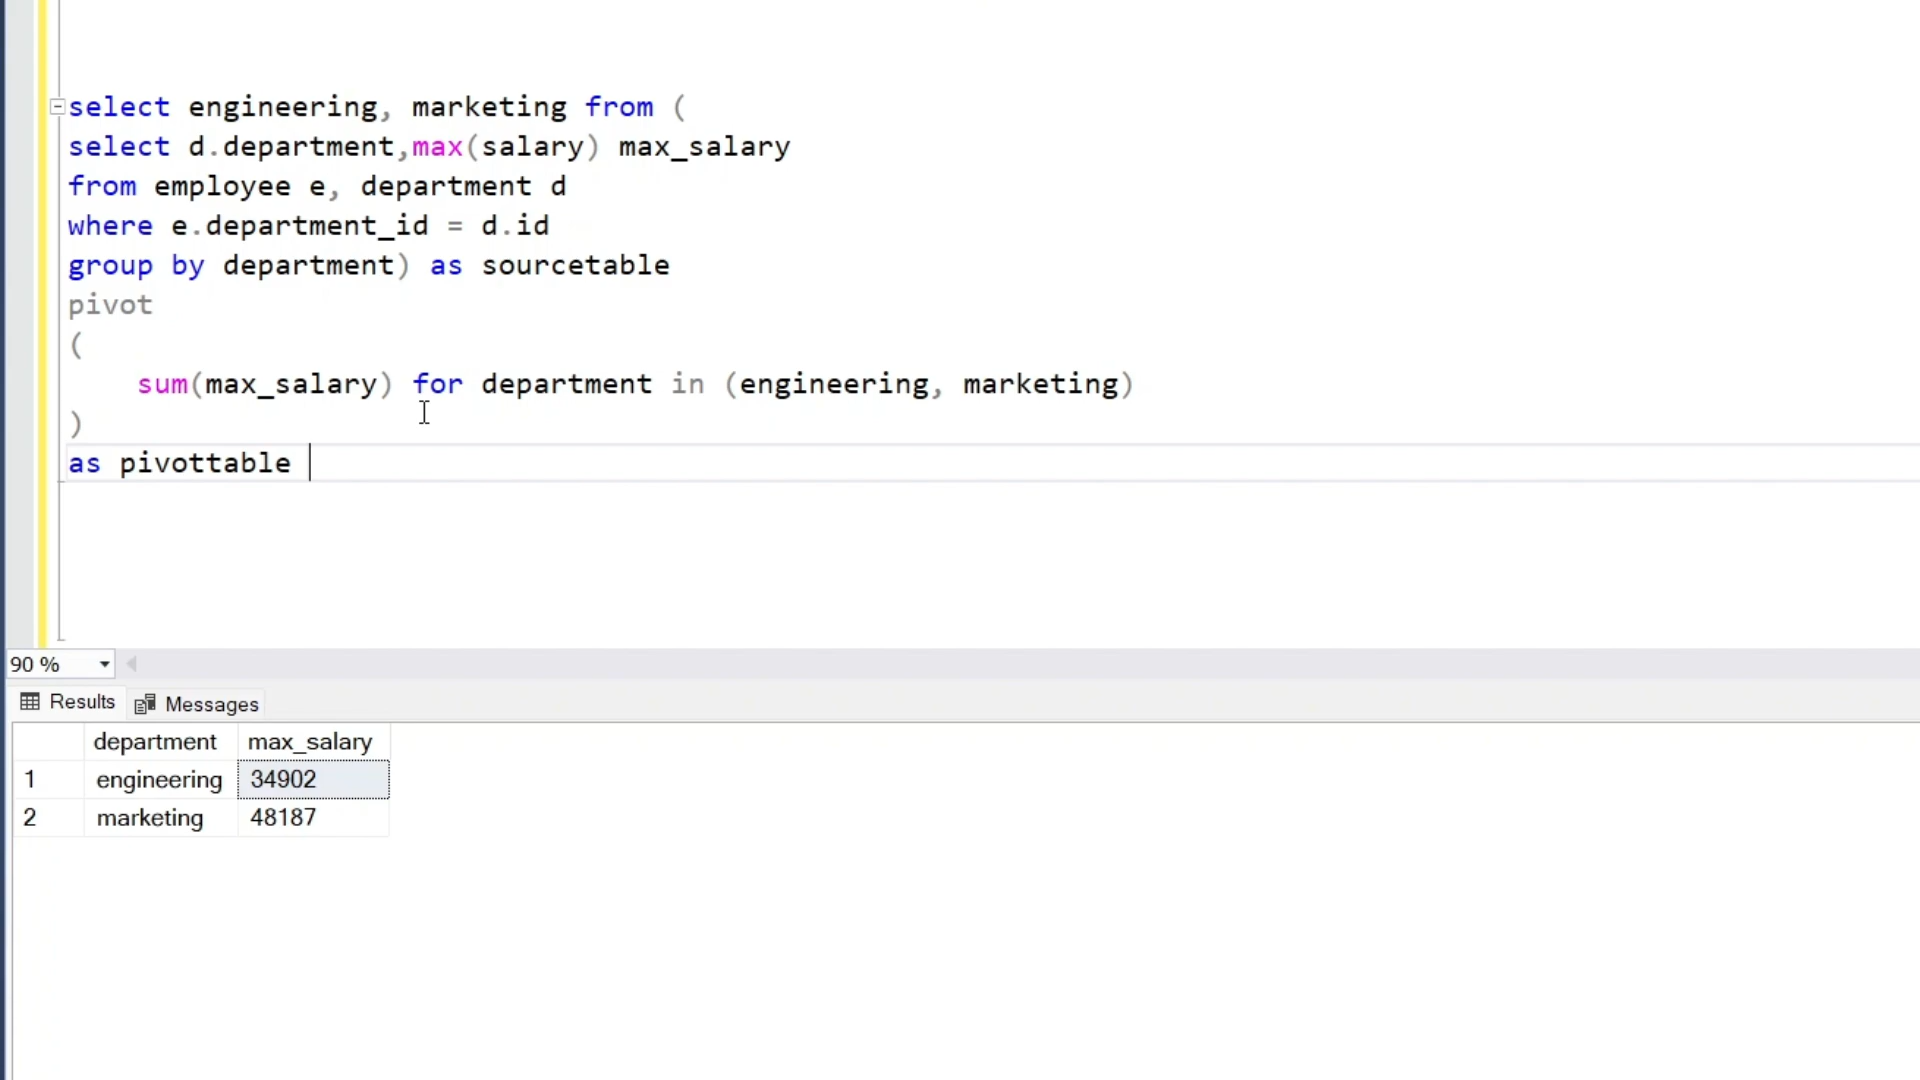 select engineering, marketing from (
select d.department,max(salary) max_salary
from employee e, department d
where e.department_id = d.id
group by department) as sourcetable
pivot
(
sum(max_salary) for department in (engineering, marketing)
)
as pivottable
90 %
Results Messages
department max_salary
1 engineering 34902
2 marketing 48187